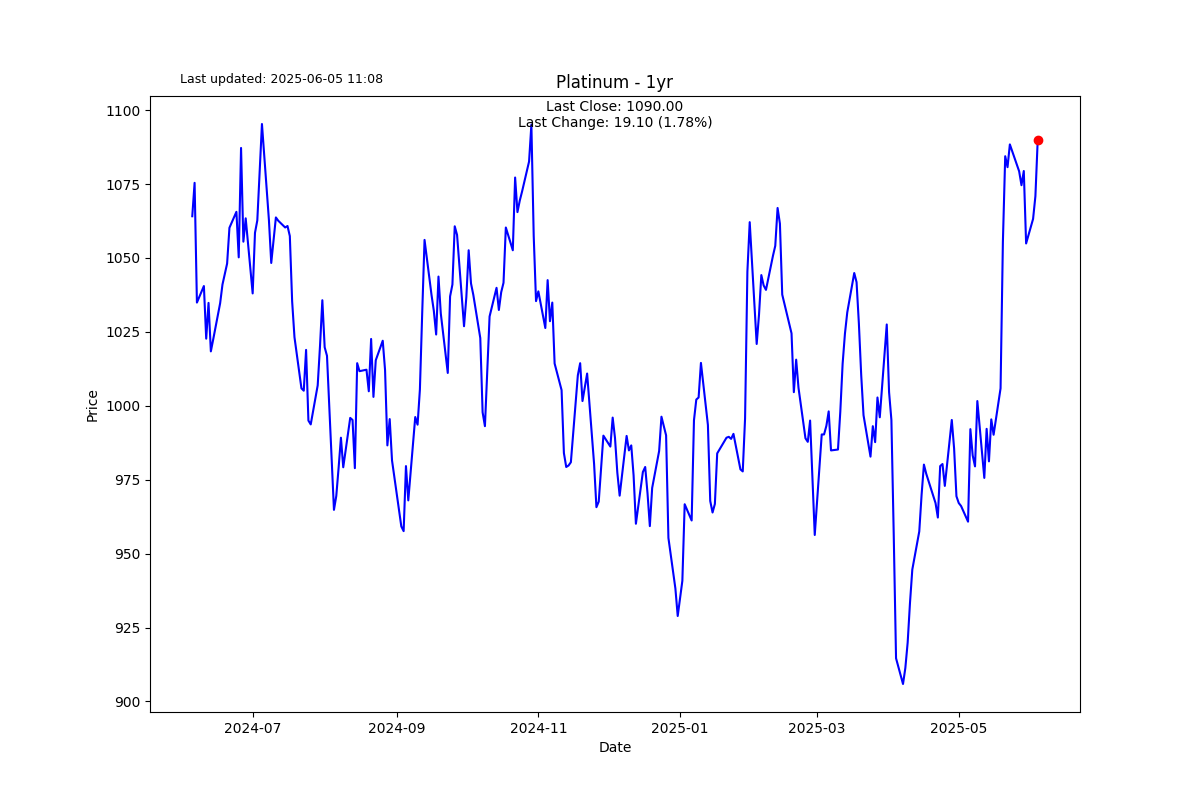 Last updated: 2025-06-05 11:08
Platinum - 1yr
Last Close: 1090.00
Last Change: 19.10 (1.78%)
Price
1100
1075
1050
1025
1000
975
950
925
900
2024-07
2024-09
2024-11
2025-01
2025-03
2025-05
Date